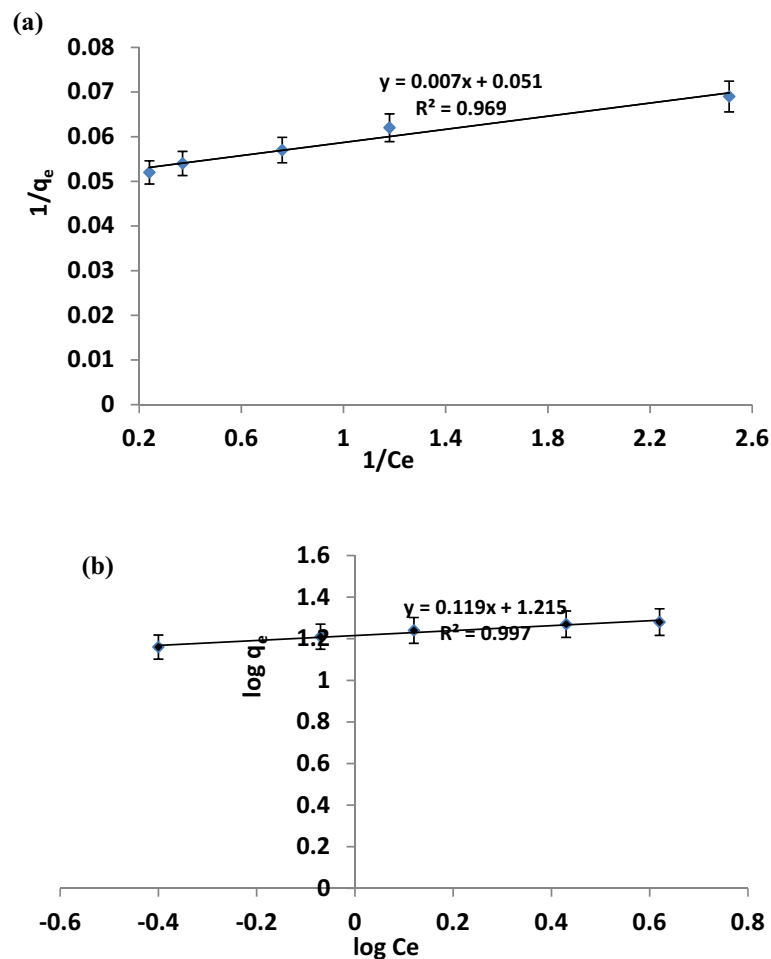 (a)
0.08
0.07
0.06
0.05
0.04
0.03
0.02
0.01
0
1/qₑ
y = 0.007x + 0.051
R² = 0.969
0.2 0.6 1 1.4 1.8 2.2 2.6
1/Ce
(b)
1.6
1.4
1.2
1
0.8
0.6
0.4
0.2
0
log qₑ
y = 0.119x + 1.215
R² = 0.997
-0.6 -0.4 -0.2 0 0.2 0.4 0.6 0.8
log Ce